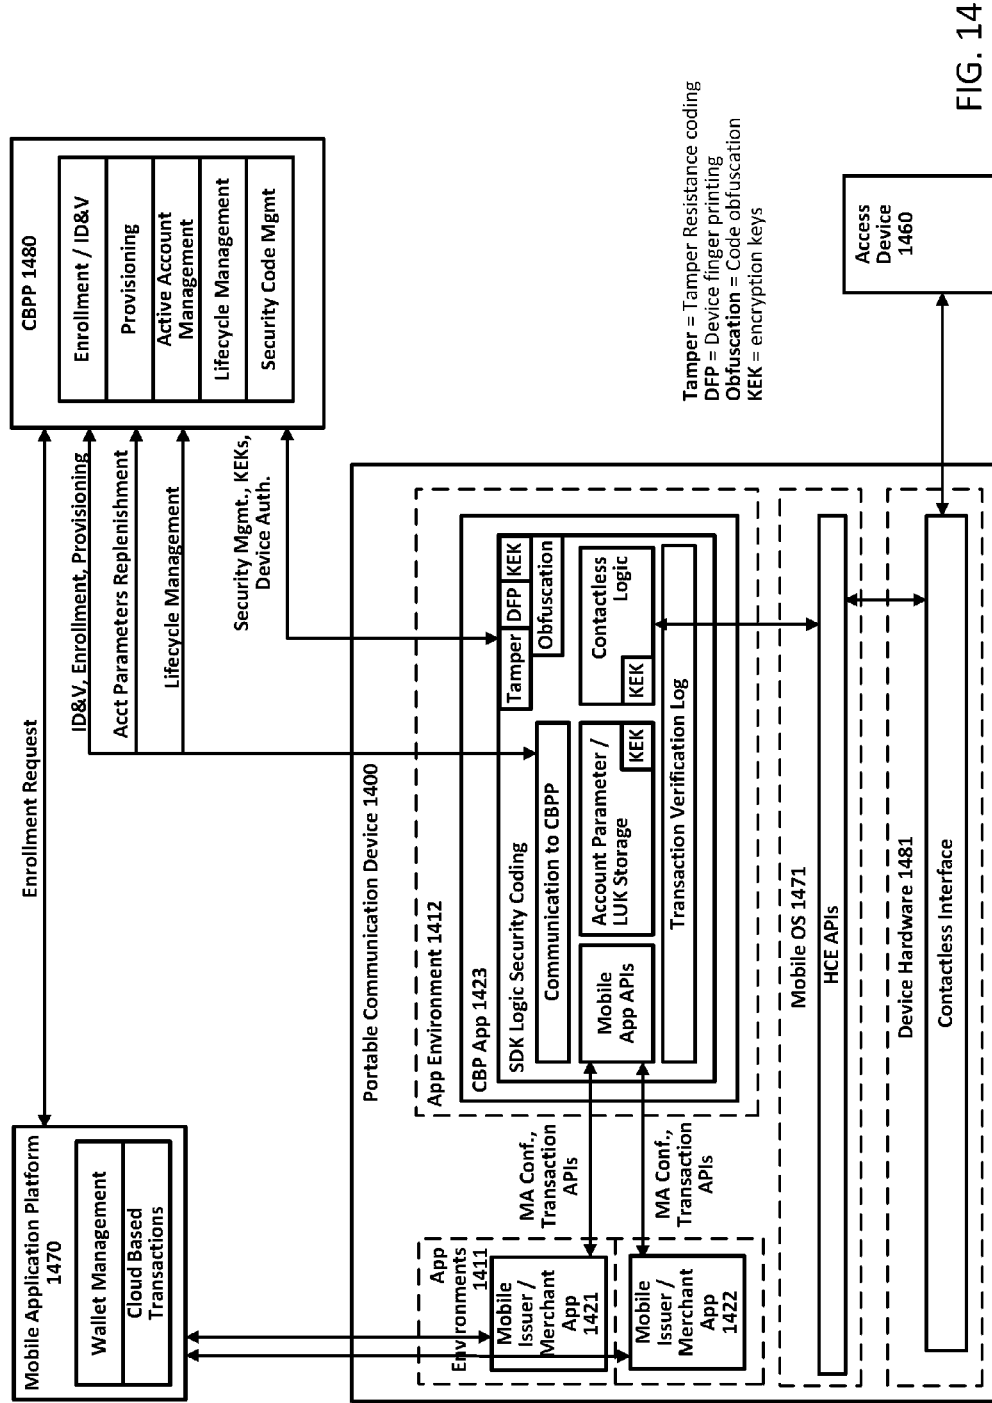 Mobile Application Platform
1470
Wallet Management
Cloud Based
Transactions
Enrollment Request
CBPP 1480
Enrollment / ID&V
Provisioning
Active Account
Management
Lifecycle Management
Security Code Mgmt
ID&V, Enrollment, Provisioning
Acct Parameters Replenishment
Lifecycle Management
Security Mgmt., KEKs,
Device Auth.
Portable Communication Device 1400
App
Environments
1411
Mobile
Issuer /
Merchant
App
1421
Mobile
Issuer /
Merchant
App
1422
MA Conf.,
Transaction
APIs
MA Conf.,
Transaction
APIs
App Environment 1412
CBP App 1423
SDK Logic Security Coding
Tamper
DFP
KEK
Obfuscation
Communication to CBPP
Mobile
App APIs
Account Parameter /
LUK Storage
KEK
Contactless
Logic
KEK
Transaction Verification Log
Mobile OS 1471
HCE APIs
Device Hardware 1481
Contactless Interface
Tamper = Tamper Resistance coding
DFP = Device finger printing
Obfuscation = Code obfuscation
KEK = encryption keys
Access
Device
1460
FIG. 14